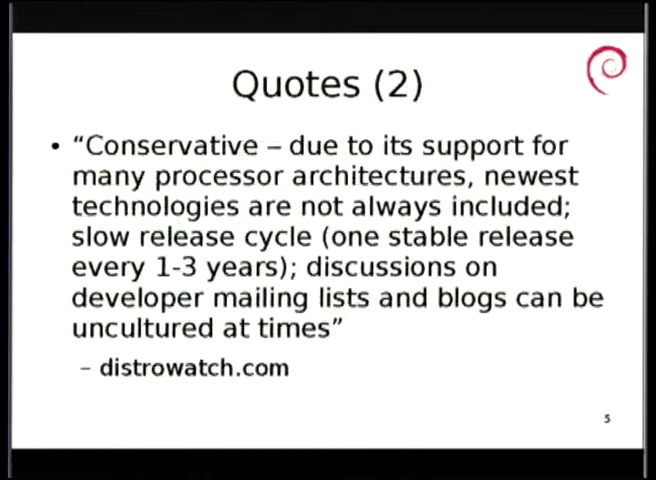 Quotes (2)
• “Conservative – due to its support for
many processor architectures, newest
technologies are not always included;
slow release cycle (one stable release
every 1-3 years); discussions on
developer mailing lists and blogs can be
uncultured at times”
– distrowatch.com
5